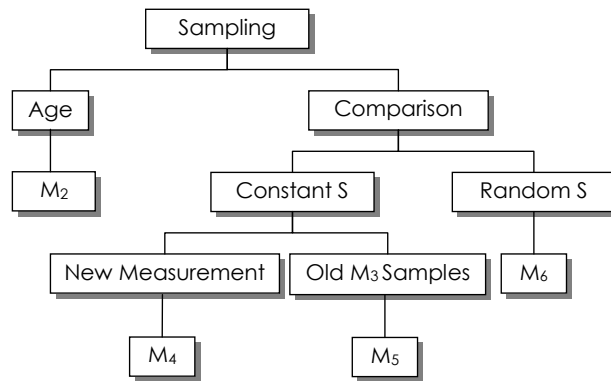 Sampling
Age
Comparison
M₂
Constant S
Random S
New Measurement
Old M₃ Samples
M₆
M₄
M₅